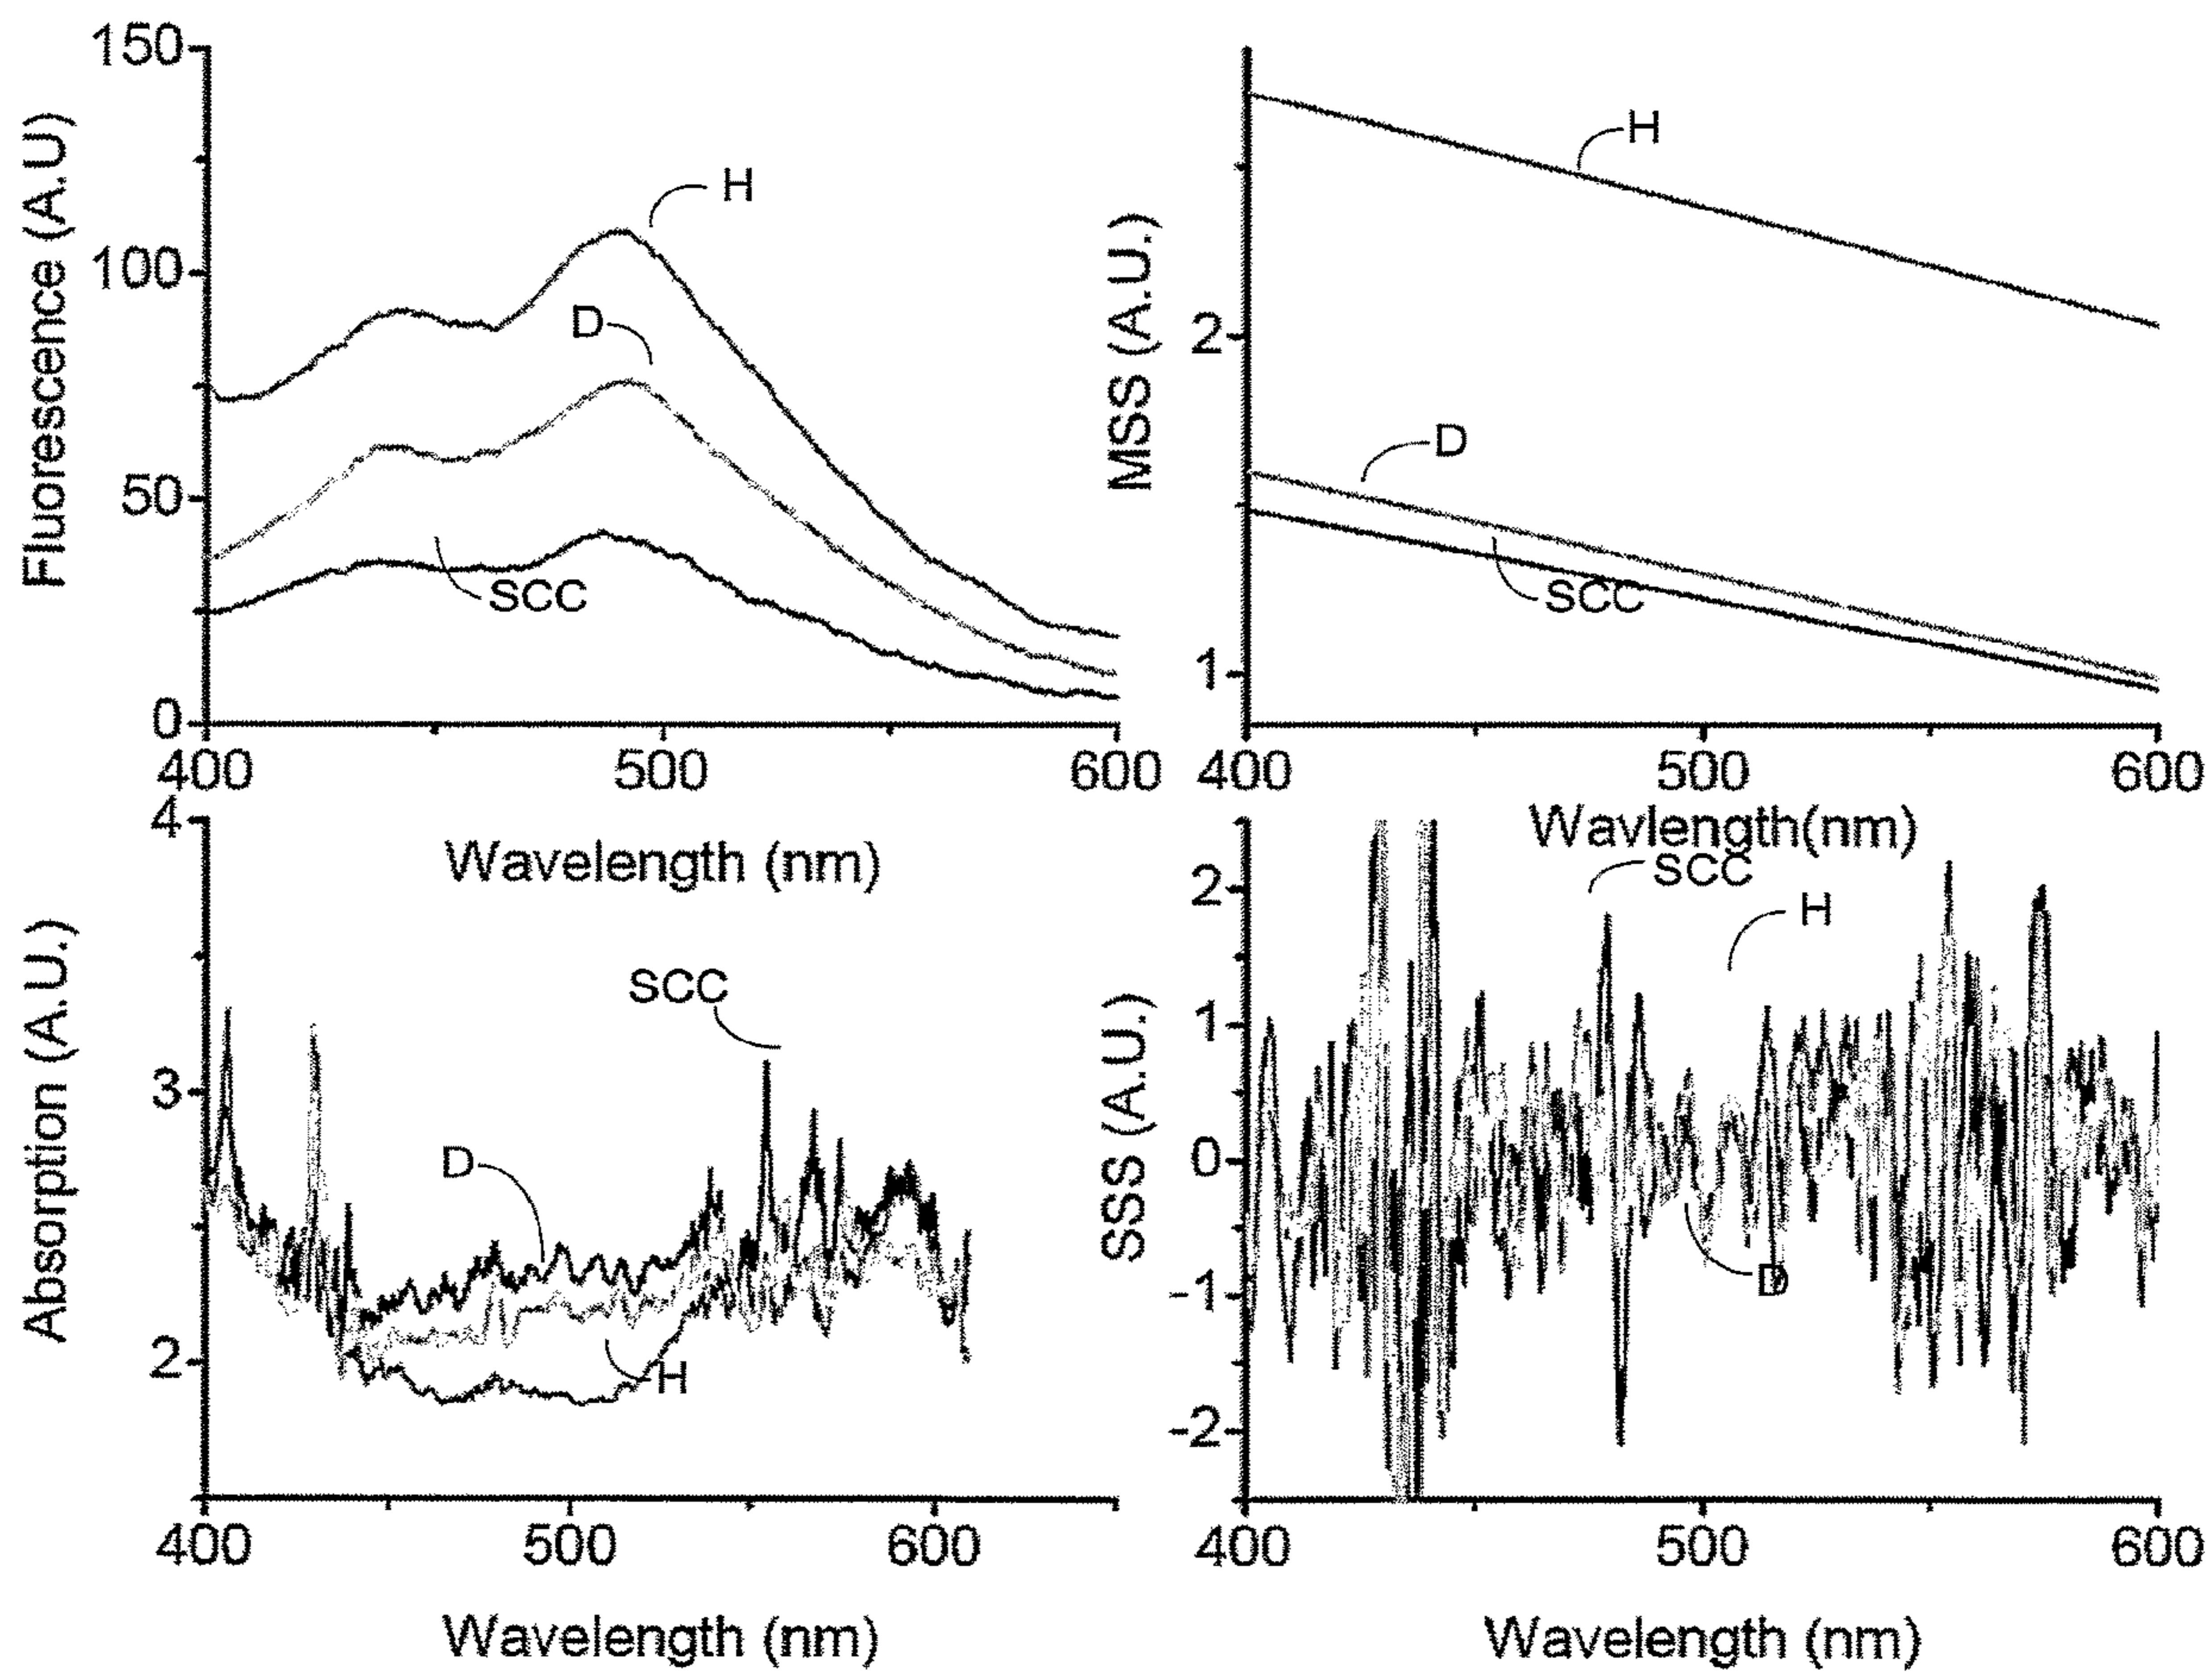 150
100
50
0
Fluorescence (A.U)
H
D
SCC
400
500
600
Wavelength (nm)
2
1
MSS (A.U.)
H
D
SCC
400
500
600
Wavlength(nm)
4
3
2
Absorption (A.U.)
SCC
D
H
400
500
600
Wavelength (nm)
2
1
0
-1
-2
SSS (A.U.)
SCC
H
D
400
500
600
Wavelength (nm)